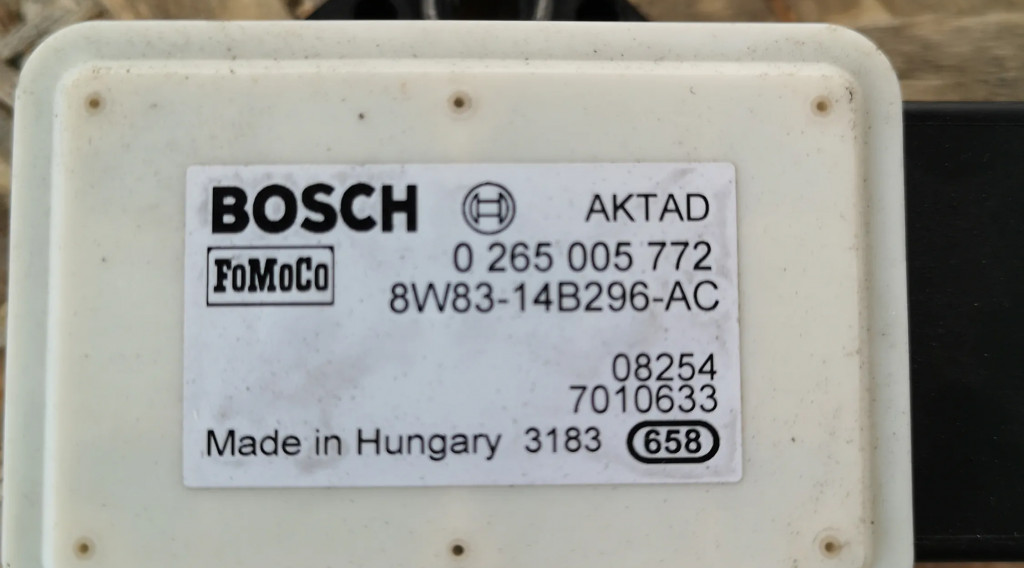 BOSCH AKTAD
0 265 005 772
FoMoCo
8W83-14B296-AC
08254
7010633
Made in Hungary 3183 658